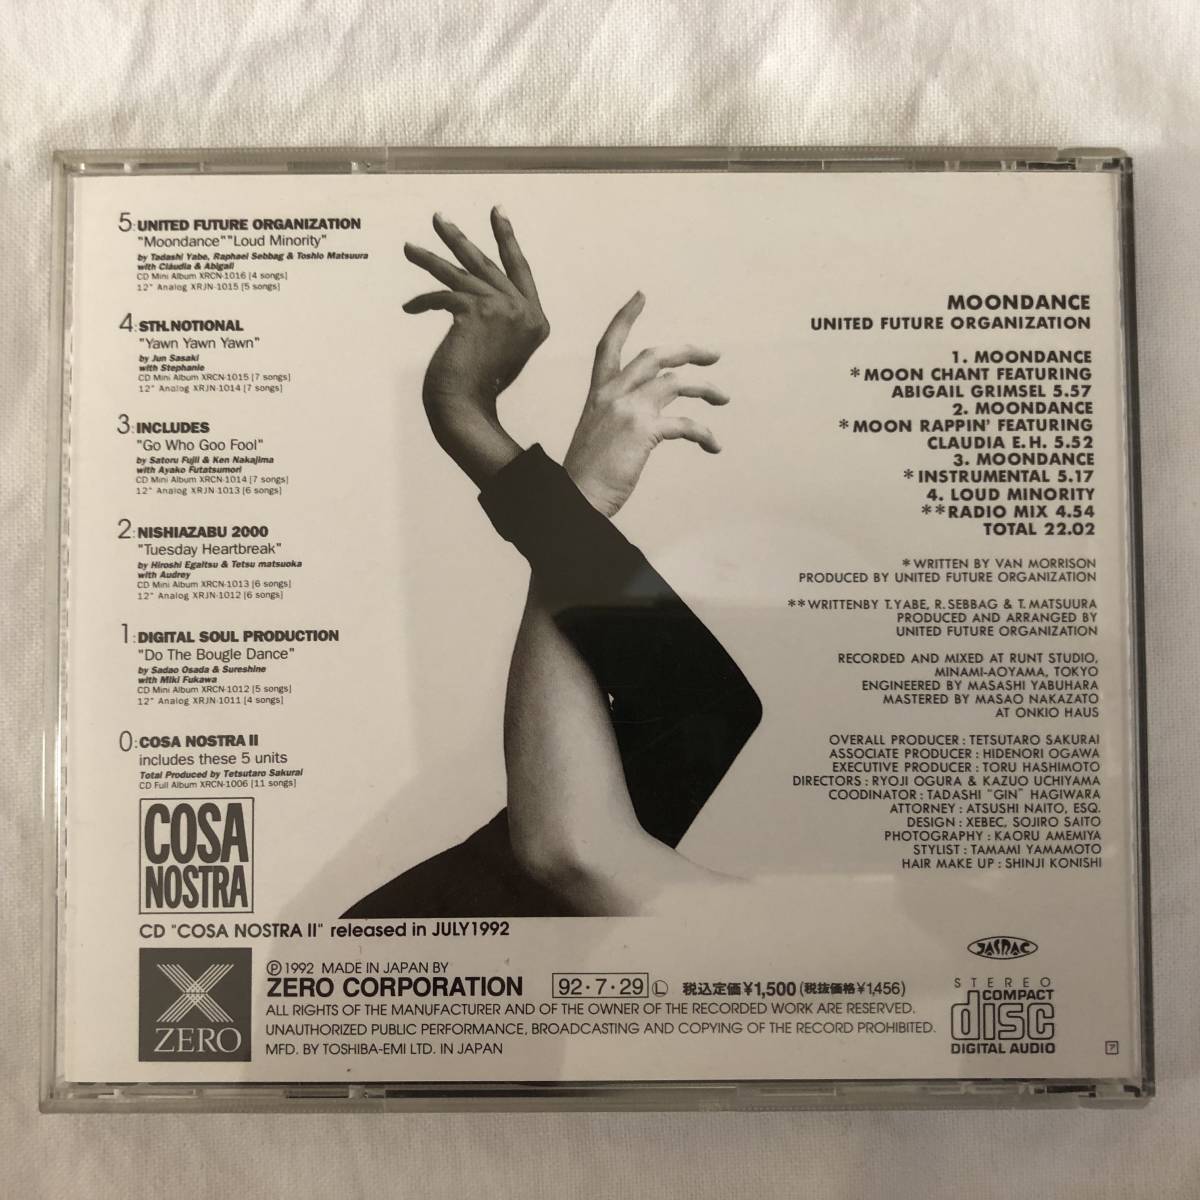 5: UNITED FUTURE ORGANIZATION
"Moondance""Loud Minority"
by Tadashi Yabe, Raphael Sebbag & Toshio Matsuura
with Cláudia & Abigail
CD Mini Album XRCN-1016 [4 songs]
12" Analog XRJN-1015 [5 songs]
4: STH.NOTIONAL
"Yawn Yawn Yawn"
by Jun Sasaki
with Stephanie
CD Mini Album XRCN-1015 [7 songs]
12" Analog XRJN-1014 [7 songs]
3: INCLUDES
"Go Who Goo Fool"
by Satoru Fujii & Ken Nakajima
with Ayako Futatsumori
CD Mini Album XRCN-1014 [7 songs]
12" Analog XRJN-1013 [6 songs]
2: NISHIAZABU 2000
"Tuesday Heartbreak"
by Hiroshi Egaitsu & Tetsu matsuoka
with Audrey
CD Mini Album XRCN-1013 [6 songs]
12" Analog XRJN-1012 [6 songs]
1: DIGITAL SOUL PRODUCTION
"Do The Bougie Dance"
by Sadao Osada & Sureshine
with Miki Fukawa
CD Mini Album XRCN-1012 [5 songs]
12" Analog XRJN-1011 [4 songs]
0: COSA NOSTRA II
includes these 5 units
Total Produced by Tetsutaro Sakurai
CD Full Album XRCN-1006 [11 songs]
COSA
NOSTRA
CD "COSA NOSTRA II" released in JULY1992
MOONDANCE
UNITED FUTURE ORGANIZATION
1. MOONDANCE
*MOON CHANT FEATURING
ABIGAIL GRIMSEL 5.57
2. MOONDANCE
*MOON RAPPIN' FEATURING
CLAUDIA E.H. 5.52
3. MOONDANCE
*INSTRUMENTAL 5.17
4. LOUD MINORITY
**RADIO MIX 4.54
TOTAL 22.02
*WRITTEN BY VAN MORRISON
PRODUCED BY UNITED FUTURE ORGANIZATION
**WRITTENBY T.YABE, R.SEBBAG & T.MATSUURA
PRODUCED AND ARRANGED BY
UNITED FUTURE ORGANIZATION
RECORDED AND MIXED AT RUNT STUDIO,
MINAMI-AOYAMA, TOKYO
ENGINEERED BY MASASHI YABUHARA
MASTERED BY MASAO NAKAZATO
AT ONKIO HAUS
OVERALL PRODUCER : TETSUTARO SAKURAI
ASSOCIATE PRODUCER : HIDENORI OGAWA
EXECUTIVE PRODUCER : TORU HASHIMOTO
DIRECTORS : RYOJI OGURA & KAZUO UCHIYAMA
COODINATOR : TADASHI "GIN" HAGIWARA
ATTORNEY : ATSUSHI NAITO, ESQ.
DESIGN : XEBEC, SOJIRO SAITO
PHOTOGRAPHY : KAORU AMEMIYA
STYLIST : TAMAMI YAMAMOTO
HAIR MAKE UP : SHINJI KONISHI
ZERO
Ⓟ1992 MADE IN JAPAN BY
ZERO CORPORATION
92・7・29 Ⓛ 税込定価¥1,500(税抜価格¥1,456)
ALL RIGHTS OF THE MANUFACTURER AND OF THE OWNER OF THE RECORDED WORK ARE RESERVED.
UNAUTHORIZED PUBLIC PERFORMANCE, BROADCASTING AND COPYING OF THE RECORD PROHIBITED.
MFD. BY TOSHIBA-EMI LTD. IN JAPAN
JASRAC
STEREO
COMPACT
disc
DIGITAL AUDIO
ア